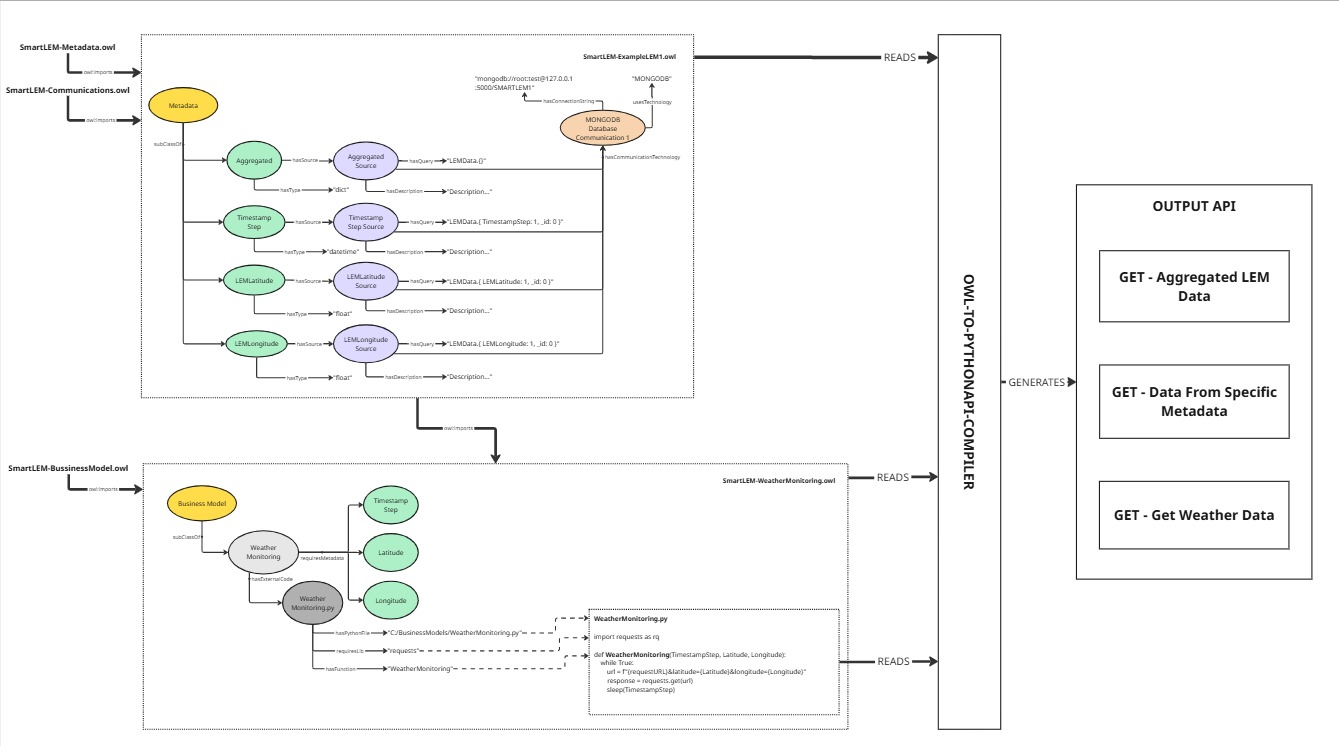 SmartLEM-Metadata.owl
owl:imports
SmartLEM-Communications.owl
owl:imports
SmartLEM-ExampleLEM1.owl
"mongodb://root:test@127.0.0.1
:5000/SMARTLEM1"
"MONGODB"
hasConnectionString
usesTechnology
Metadata
MONGODB
Database
Communication 1
subClassOf
hasCommunicationTechnology
Aggregated
hasSource
Aggregated
Source
hasQuery
"LEMData.{}"
hasType
"dict"
hasDescription
"Description..."
Timestamp
Step
hasSource
Timestamp
Step Source
hasQuery
"LEMData.{ TimestampStep: 1, _id: 0 }"
hasType
"datetime"
hasDescription
"Description..."
LEMLatitude
hasSource
LEMLatitude
Source
hasQuery
"LEMData.{ LEMLatitude: 1, _id: 0 }"
hasType
"float"
hasDescription
"Description..."
LEMLongitude
hasSource
LEMLongitude
Source
hasQuery
"LEMData.{ LEMLongitude: 1, _id: 0 }"
hasType
"float"
hasDescription
"Description..."
owl:imports
SmartLEM-BussinessModel.owl
owl:imports
SmartLEM-WeatherMonitoring.owl
Business Model
subClassOf
Weather
Monitoring
requiresMetadata
Timestamp
Step
Latitude
Longitude
hasExternalCode
Weather
Monitoring.py
hasPythonFile
"C:/BusinessModels/WeatherMonitoring.py"
requiresLib
"requests"
hasFunction
"WeatherMonitoring"
WeatherMonitoring.py
import requests as rq
def WeatherMonitoring(TimestampStep, Latitude, Longitude):
while True:
url = f"{requestURL}&latitude={Latitude}&longitude={Longitude}"
response = requests.get(url)
sleep(TimestampStep)
READS
READS
READS
OWL-TO-PYTHONAPI-COMPILER
GENERATES
OUTPUT API
GET - Aggregated LEM
Data
GET - Data From Specific
Metadata
GET - Get Weather Data